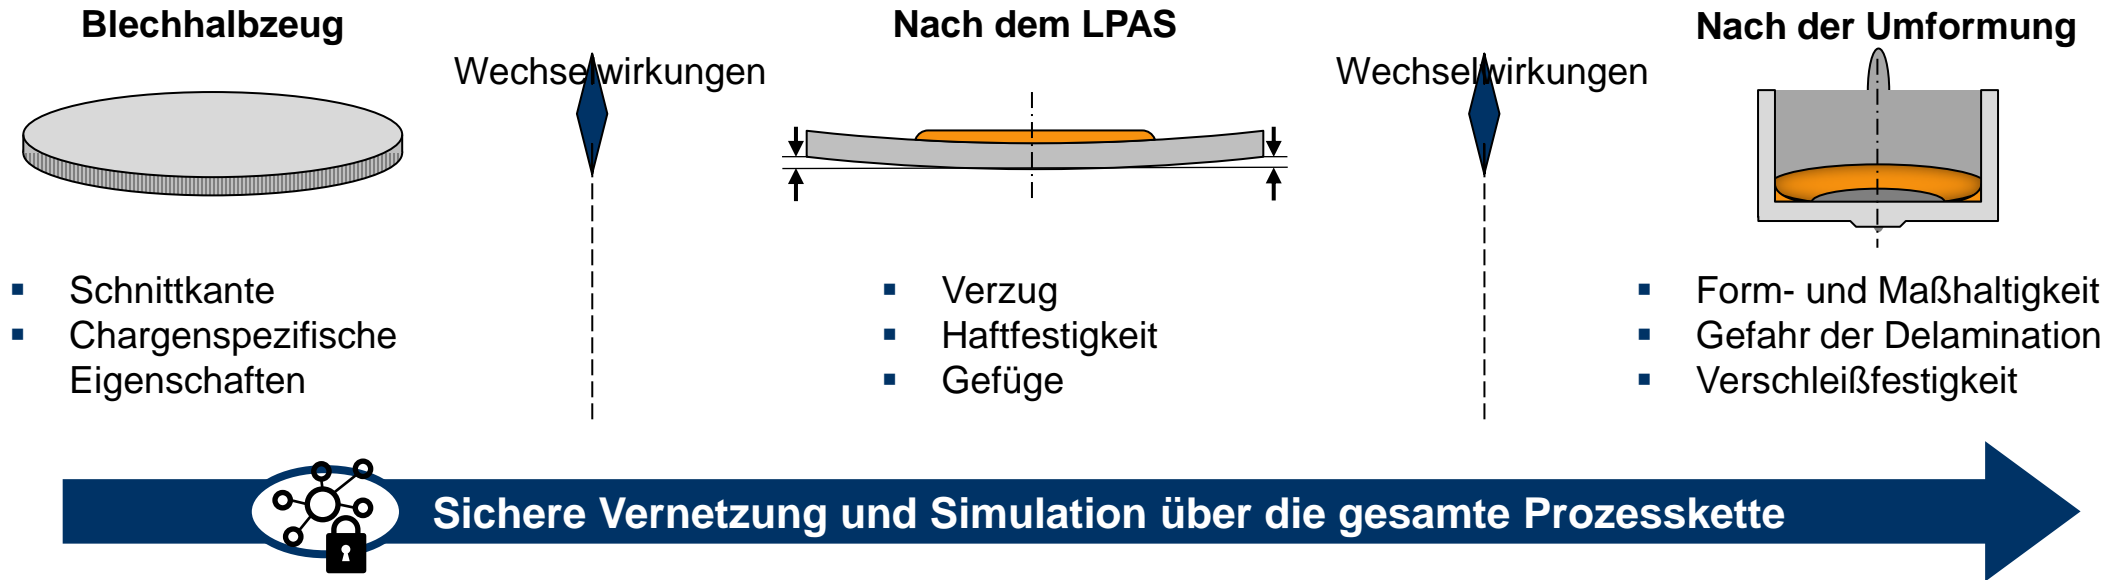 Blechhalbzeug
Wechselwirkungen
Nach dem LPAS
Wechselwirkungen
Nach der Umformung
▪ Schnittkante
▪ Chargenspezifische
Eigenschaften
▪ Verzug
▪ Haftfestigkeit
▪ Gefüge
▪ Form- und Maßhaltigkeit
▪ Gefahr der Delamination
▪ Verschleißfestigkeit
Sichere Vernetzung und Simulation über die gesamte Prozesskette